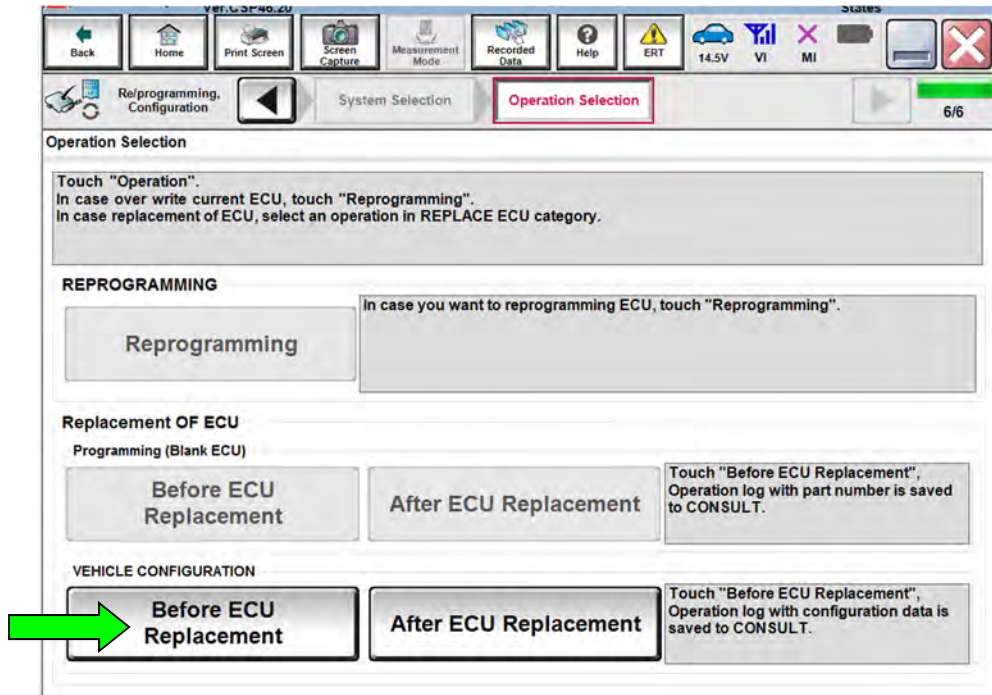 Ver.CSP46.20
States
Back
Home
Print Screen
Screen
Capture
Measurement
Mode
Recorded
Data
Help
ERT
14.5V
VI
MI
Re/programming,
Configuration
System Selection
Operation Selection
6/6
Operation Selection
Touch "Operation".
In case over write current ECU, touch "Reprogramming".
In case replacement of ECU, select an operation in REPLACE ECU category.
REPROGRAMMING
Reprogramming
In case you want to reprogramming ECU, touch "Reprogramming".
Replacement OF ECU
Programming (Blank ECU)
Before ECU
Replacement
After ECU Replacement
Touch "Before ECU Replacement",
Operation log with part number is saved
to CONSULT.
VEHICLE CONFIGURATION
Before ECU
Replacement
After ECU Replacement
Touch "Before ECU Replacement",
Operation log with configuration data is
saved to CONSULT.